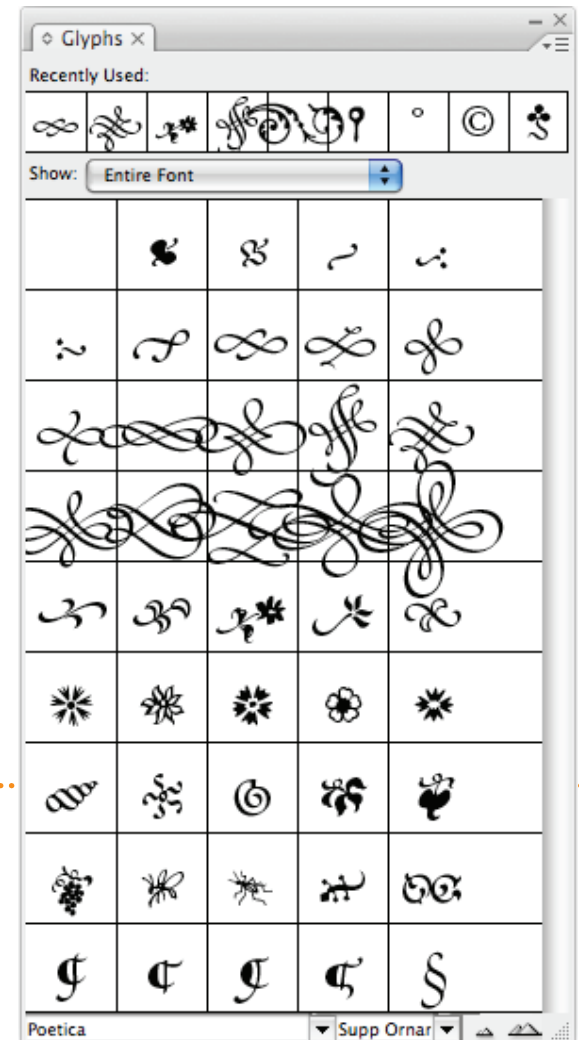 Glyphs
Recently Used:
° ©
Show: Entire Font
¶ ¶ ¶ ¶ §
Poetica Supp Ornar